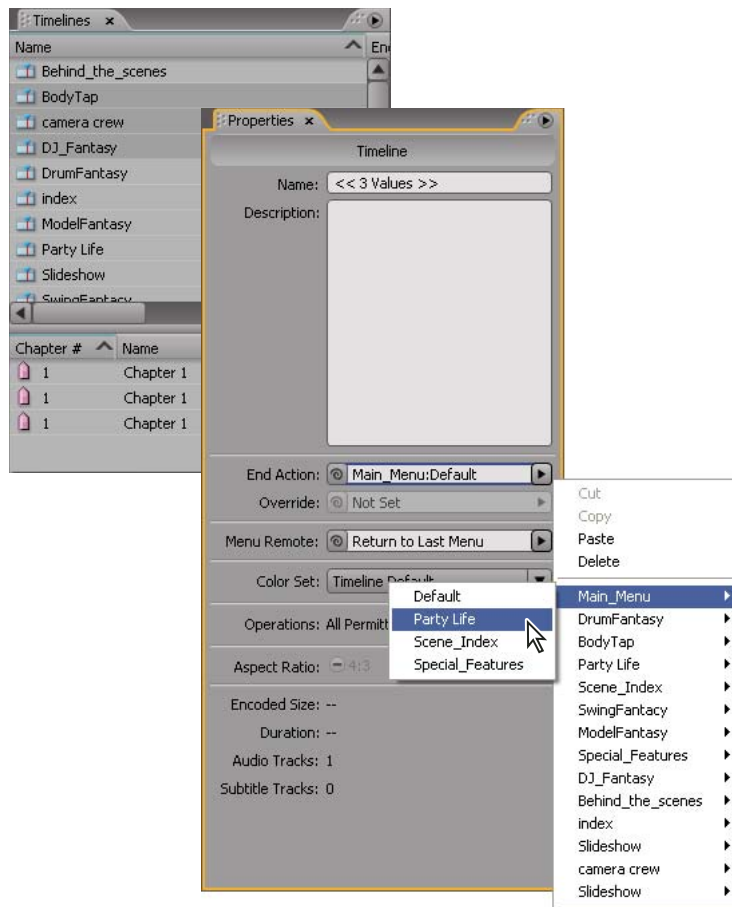 Timelines ×
Name
En
Behind_the_scenes
BodyTap
camera crew
DJ_Fantasy
DrumFantasy
index
ModelFantasy
Party Life
Slideshow
SwingFantacy
Chapter # Name
1 Chapter 1
1 Chapter 1
1 Chapter 1
Properties ×
Timeline
Name: << 3 Values >>
Description:
End Action: Main_Menu:Default
Override: Not Set
Menu Remote: Return to Last Menu
Color Set: Timeline Default
Operations: All Permitt
Aspect Ratio: 4:3
Encoded Size: --
Duration: --
Audio Tracks: 1
Subtitle Tracks: 0
Default
Party Life
Scene_Index
Special_Features
Cut
Copy
Paste
Delete
Main_Menu
DrumFantasy
BodyTap
Party Life
Scene_Index
SwingFantacy
ModelFantasy
Special_Features
DJ_Fantasy
Behind_the_scenes
index
Slideshow
camera crew
Slideshow